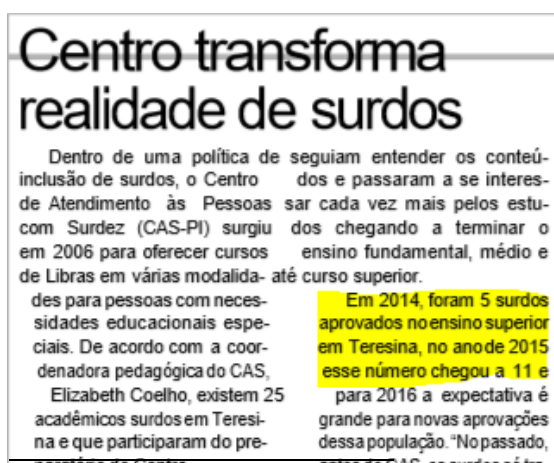 Centro transforma
realidade de surdos
Dentro de uma política de
inclusão de surdos, o Centro
de Atendimento às Pessoas
com Surdez (CAS-PI) surgiu
em 2006 para oferecer cursos
de Libras em várias modalida-
des para pessoas com neces-
sidades educacionais espe-
ciais. De acordo com a coor-
denadora pedagógica do CAS,
Elizabeth Coelho, existem 25
acadêmicos surdos em Teresi-
na e que participaram do pre-
seguiam entender os conteú-
dos e passaram a se interes-
sar cada vez mais pelos estu-
dos chegando a terminar o
ensino fundamental, médio e
até curso superior.
Em 2014, foram 5 surdos
aprovados no ensino superior
em Teresina, no ano de 2015
esse número chegou a 11 e
para 2016 a expectativa é
grande para novas aprovações
dessa população. “No passado,